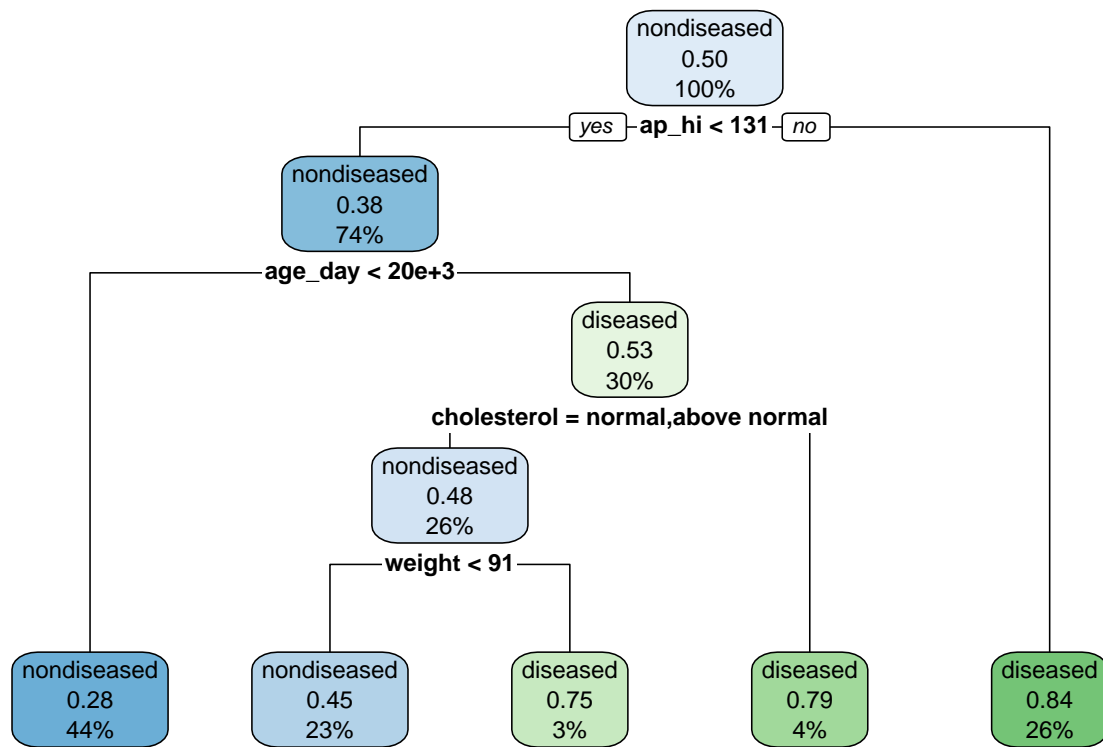 nondiseased
0.50
100%
yes ap_hi < 131 no
nondiseased
0.38
74%
age_day < 20e+3
diseased
0.53
30%
cholesterol = normal,above normal
nondiseased
0.48
26%
weight < 91
nondiseased
0.28
44%
nondiseased
0.45
23%
diseased
0.75
3%
diseased
0.79
4%
diseased
0.84
26%